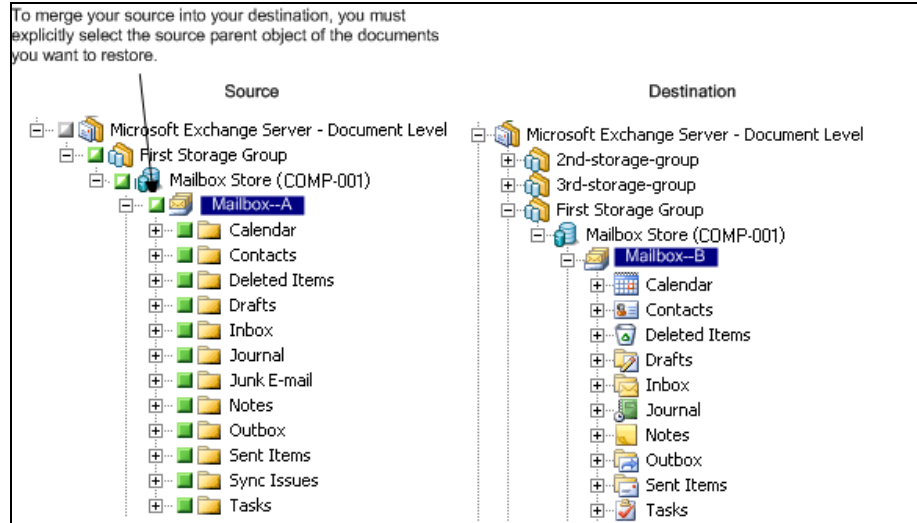 To merge your source into your destination, you must
explicitly select the source parent object of the documents
you want to restore.
Source
Microsoft Exchange Server - Document Level
First Storage Group
Mailbox Store (COMP-001)
Mailbox--A
Calendar
Contacts
Deleted Items
Drafts
Inbox
Journal
Junk E-mail
Notes
Outbox
Sent Items
Sync Issues
Tasks
Destination
Microsoft Exchange Server - Document Level
2nd-storage-group
3rd-storage-group
First Storage Group
Mailbox Store (COMP-001)
Mailbox--B
Calendar
Contacts
Deleted Items
Drafts
Inbox
Journal
Notes
Outbox
Sent Items
Tasks